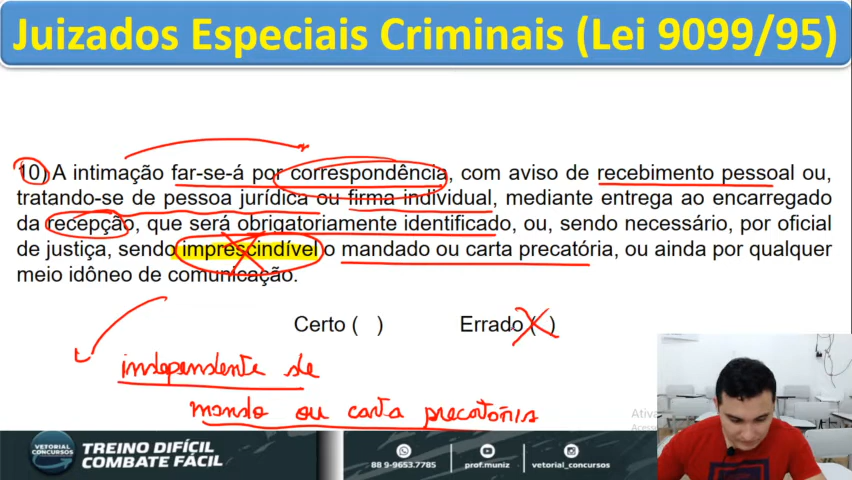 Juizados Especiais Criminais (Lei 9099/95)
10) A intimação far-se-á por correspondência, com aviso de recebimento pessoal ou,
tratando-se de pessoa jurídica ou firma individual, mediante entrega ao encarregado
da recepção, que será obrigatoriamente identificado, ou, sendo necessário, por oficial
de justiça, sendo imprescindível o mandado ou carta precatória, ou ainda por qualquer
meio idôneo de comunicação.
Certo ( ) Errado ( )
independente de
mando ou carta precatória
Ativa
VETORIAL
CONCURSOS
TREINO DIFÍCIL
COMBATE FÁCIL
88 9-9653.7785
prof.muniz
vetorial_concursos